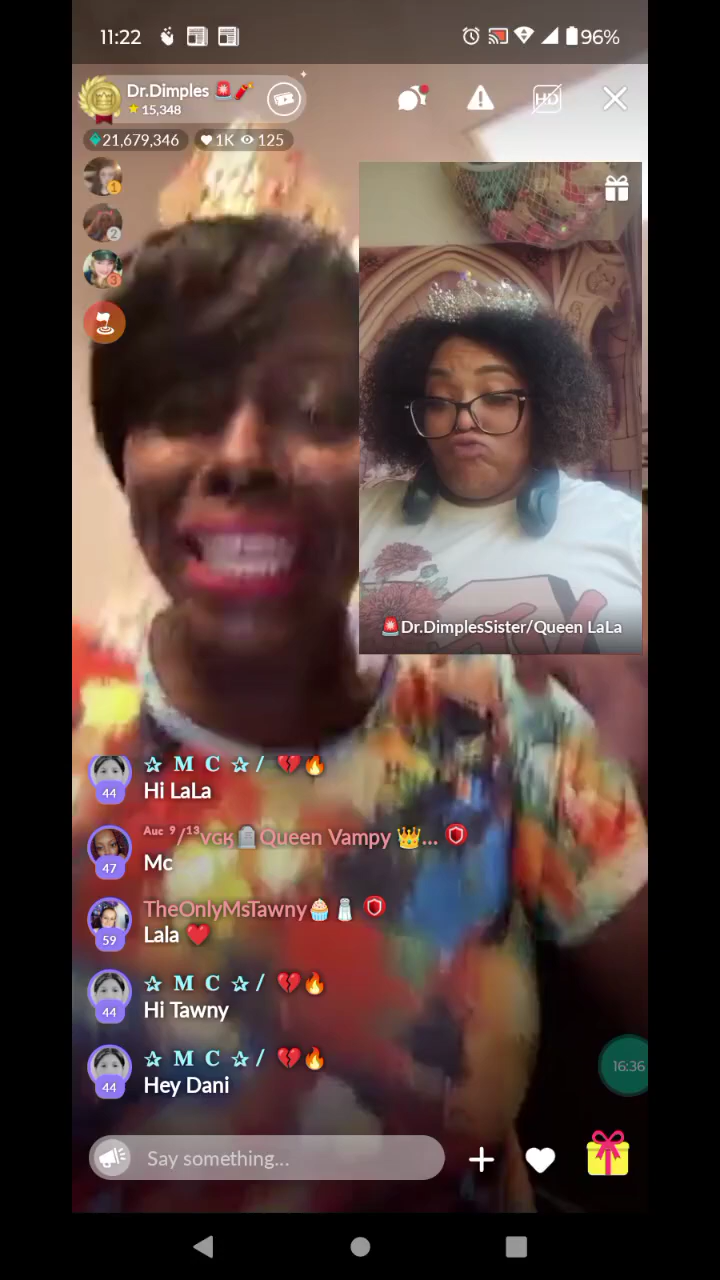 11:22
96%
Dr.Dimples 🚨🧨
15,348
HD
21,679,346
1K 125
1
2
3
🚨Dr.DimplesSister/Queen LaLa
☆ M C ☆ / 💔🔥
44
Hi LaLa
Auc 9/13 VGK🪦Queen Vampy 👑...
47
Mc
TheOnlyMsTawny🧁🧂
59
Lala ❤️
☆ M C ☆ / 💔🔥
44
Hi Tawny
☆ M C ☆ / 💔🔥
44
Hey Dani
16:36
Say something...